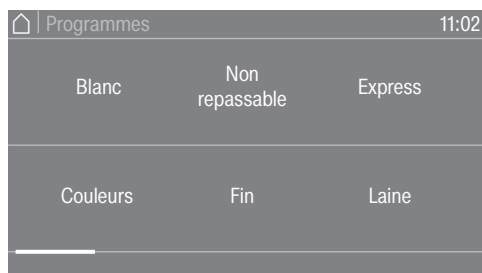 Programmes 11:02
Blanc
Non
repassable
Express
Couleurs
Fin
Laine